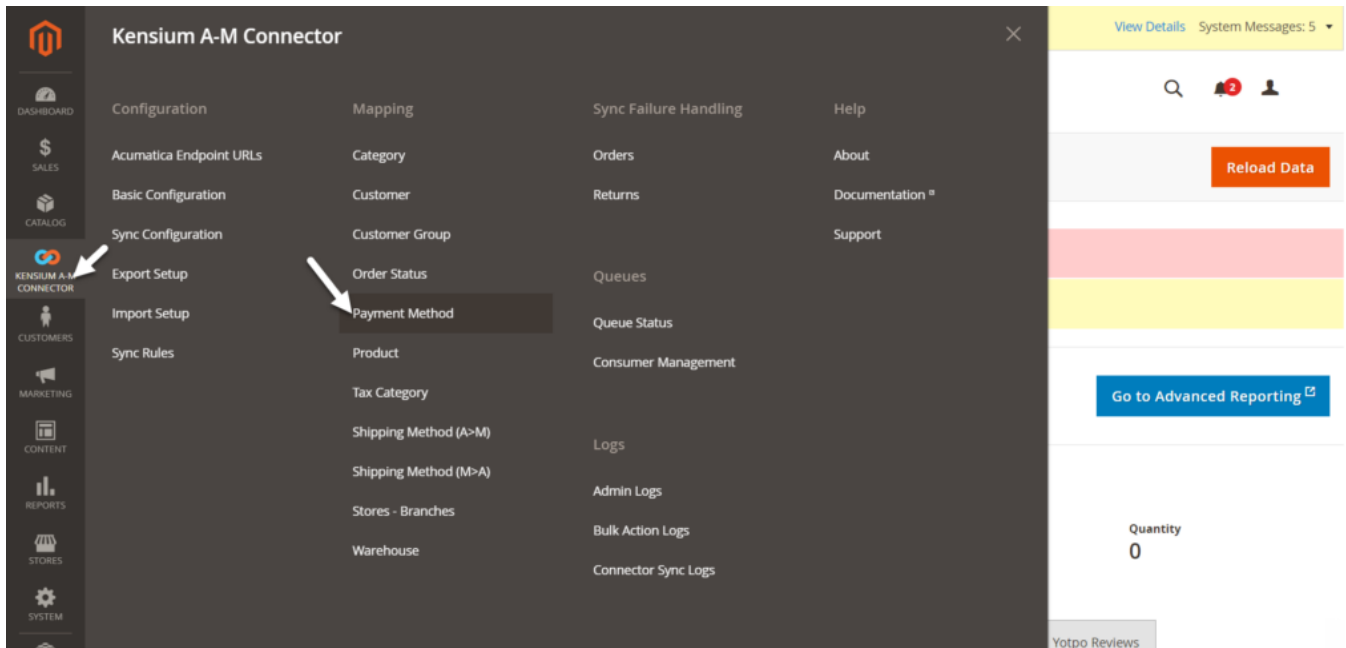 DASHBOARD
SALES
CATALOG
KENSIUM A-M
CONNECTOR
CUSTOMERS
MARKETING
CONTENT
REPORTS
STORES
SYSTEM
Kensium A-M Connector
Configuration
Acumatica Endpoint URLs
Basic Configuration
Sync Configuration
Export Setup
Import Setup
Sync Rules
Mapping
Category
Customer
Customer Group
Order Status
Payment Method
Product
Tax Category
Shipping Method (A>M)
Shipping Method (M>A)
Stores - Branches
Warehouse
Sync Failure Handling
Orders
Returns
Queues
Queue Status
Consumer Management
Logs
Admin Logs
Bulk Action Logs
Connector Sync Logs
Help
About
Documentation
Support
View Details System Messages: 5
2
Reload Data
Go to Advanced Reporting
Quantity
0
Yotpo Reviews